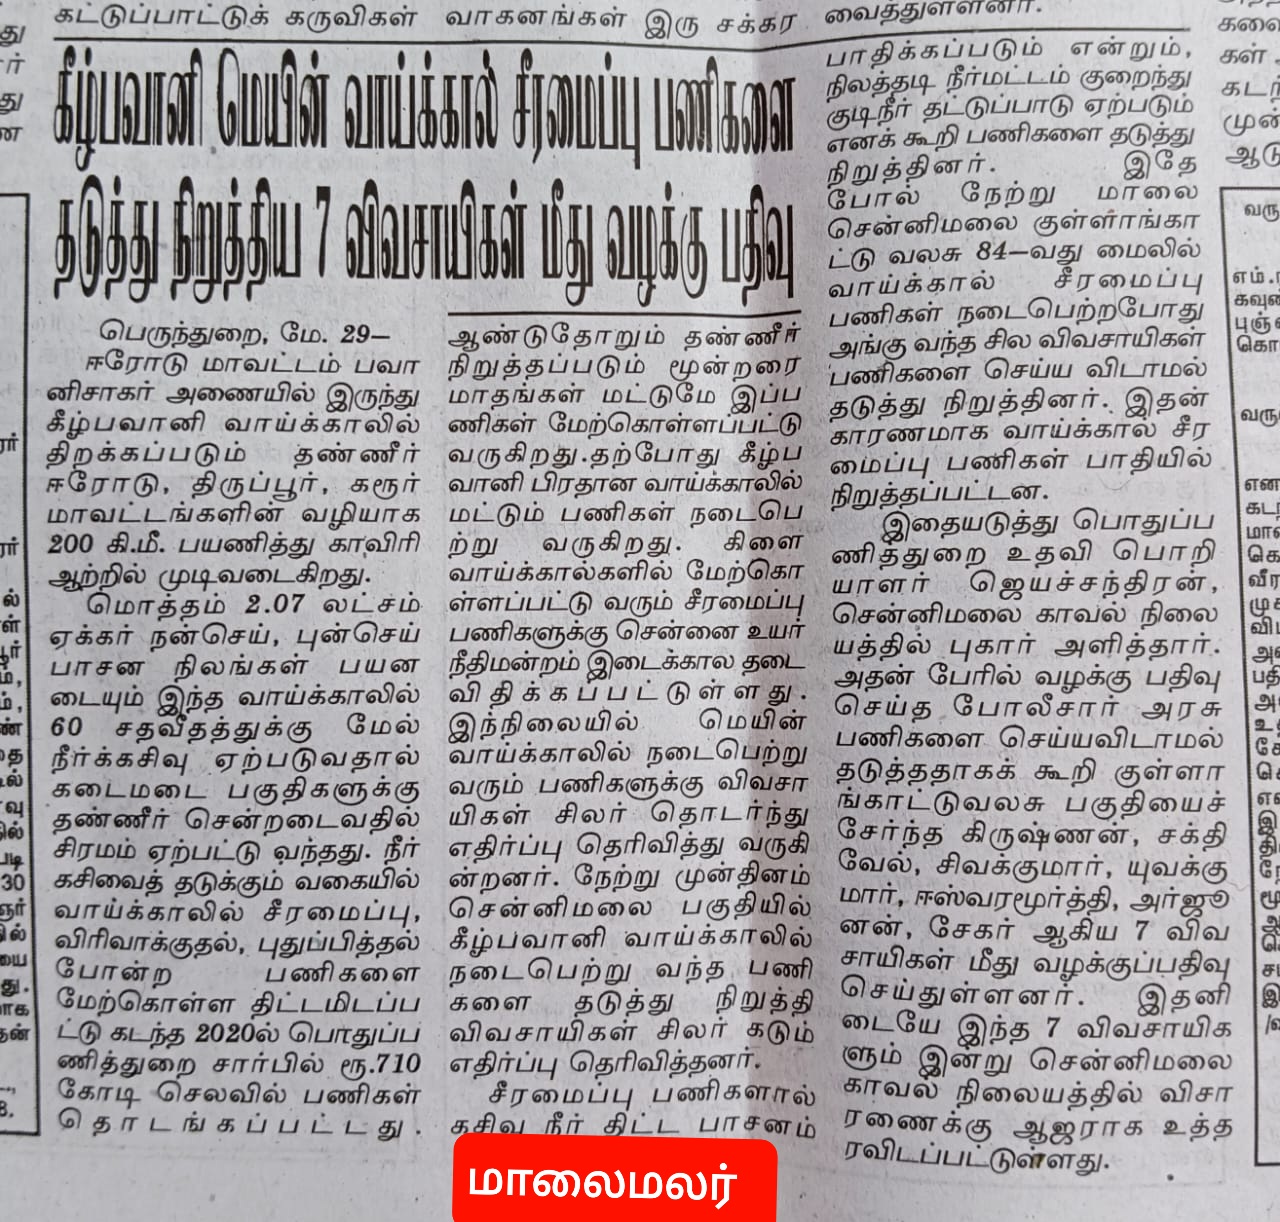 கட்டுப்பாட்டுக் கருவிகள்
வாகனங்கள் இரு சக்கர
வைத்துள்ளனர்.
கீழ்பவானி மெயின் வாய்க்கால் சீரமைப்பு பணிகளை
தடுத்து நிறுத்திய 7 விவசாயிகள் மீது வழக்கு பதிவு
பெருந்துறை, மே. 29–
ஈரோடு மாவட்டம் பவா
னிசாகர் அணையில் இருந்து
கீழ்பவானி வாய்க்காலில்
திறக்கப்படும் தண்ணீர்
ஈரோடு, திருப்பூர், கரூர்
மாவட்டங்களின் வழியாக
200 கி.மீ. பயணித்து காவிரி
ஆற்றில் முடிவடைகிறது.
மொத்தம் 2.07 லட்சம்
ஏக்கர் நன்செய், புன்செய்
பாசன நிலங்கள் பயன
டையும் இந்த வாய்க்காலில்
60 சதவீதத்துக்கு மேல்
நீர்க்கசிவு ஏற்படுவதால்
கடைமடை பகுதிகளுக்கு
தண்ணீர் சென்றடைவதில்
சிரமம் ஏற்பட்டு வந்தது. நீர்
கசிவைத் தடுக்கும் வகையில்
வாய்க்காலில் சீரமைப்பு,
விரிவாக்குதல், புதுப்பித்தல்
போன்ற பணிகளை
மேற்கொள்ள திட்டமிடப்ப
ட்டு கடந்த 2020ல் பொதுப்ப
ணித்துறை சார்பில் ரூ.710
கோடி செலவில் பணிகள்
தொடங்கப்பட்டது.
ஆண்டுதோறும் தண்ணீர்
நிறுத்தப்படும் மூன்றரை
மாதங்கள் மட்டுமே இப்ப
ணிகள் மேற்கொள்ளப்பட்டு
வருகிறது.தற்போது கீழ்ப
வானி பிரதான வாய்க்காலில்
மட்டும் பணிகள் நடைபெ
ற்று வருகிறது. கிளை
வாய்க்கால்களில் மேற்கொ
ள்ளப்பட்டு வரும் சீரமைப்பு
பணிகளுக்கு சென்னை உயர்
நீதிமன்றம் இடைக்கால தடை
விதிக்கப்பட்டுள்ளது.
இந்நிலையில் மெயின்
வாய்க்காலில் நடைபெற்று
வரும் பணிகளுக்கு விவசா
யிகள் சிலர் தொடர்ந்து
எதிர்ப்பு தெரிவித்து வருகி
ன்றனர். நேற்று முன்தினம்
சென்னிமலை பகுதியில்
கீழ்பவானி வாய்க்காலில்
நடைபெற்று வந்த பணி
களை தடுத்து நிறுத்தி
விவசாயிகள் சிலர் கடும்
எதிர்ப்பு தெரிவித்தனர்.
சீரமைப்பு பணிகளால்
கசிவு நீர் திட்ட பாசனம்
பாதிக்கப்படும் என்றும்,
நிலத்தடி நீர்மட்டம் குறைந்து
குடிநீர் தட்டுப்பாடு ஏற்படும்
எனக் கூறி பணிகளை தடுத்து
நிறுத்தினர். இதே
போல் நேற்று மாலை
சென்னிமலை குள்ளாங்கா
ட்டு வலசு 84–வது மைலில்
வாய்க்கால் சீரமைப்பு
பணிகள் நடைபெற்றபோது
அங்கு வந்த சில விவசாயிகள்
பணிகளை செய்ய விடாமல்
தடுத்து நிறுத்தினர். இதன்
காரணமாக வாய்க்கால் சீர
மைப்பு பணிகள் பாதியில்
நிறுத்தப்பட்டன.
இதையடுத்து பொதுப்ப
ணித்துறை உதவி பொறி
யாளர் ஜெயச்சந்திரன்,
சென்னிமலை காவல் நிலை
யத்தில் புகார் அளித்தார்.
அதன் பேரில் வழக்கு பதிவு
செய்த போலீசார் அரசு
பணிகளை செய்யவிடாமல்
தடுத்ததாகக் கூறி குள்ளா
ங்காட்டுவலசு பகுதியைச்
சேர்ந்த கிருஷ்ணன், சக்தி
வேல், சிவக்குமார், யுவக்கு
மார், ஈஸ்வரமூர்த்தி, அர்ஜூ
னன், சேகர் ஆகிய 7 விவ
சாயிகள் மீது வழக்குப்பதிவு
செய்துள்ளனர். இதனி
டையே இந்த 7 விவசாயிக
ளும் இன்று சென்னிமலை
காவல் நிலையத்தில் விசா
ரணைக்கு ஆஜராக உத்த
ரவிடப்பட்டுள்ளது.
மாலைமலர்